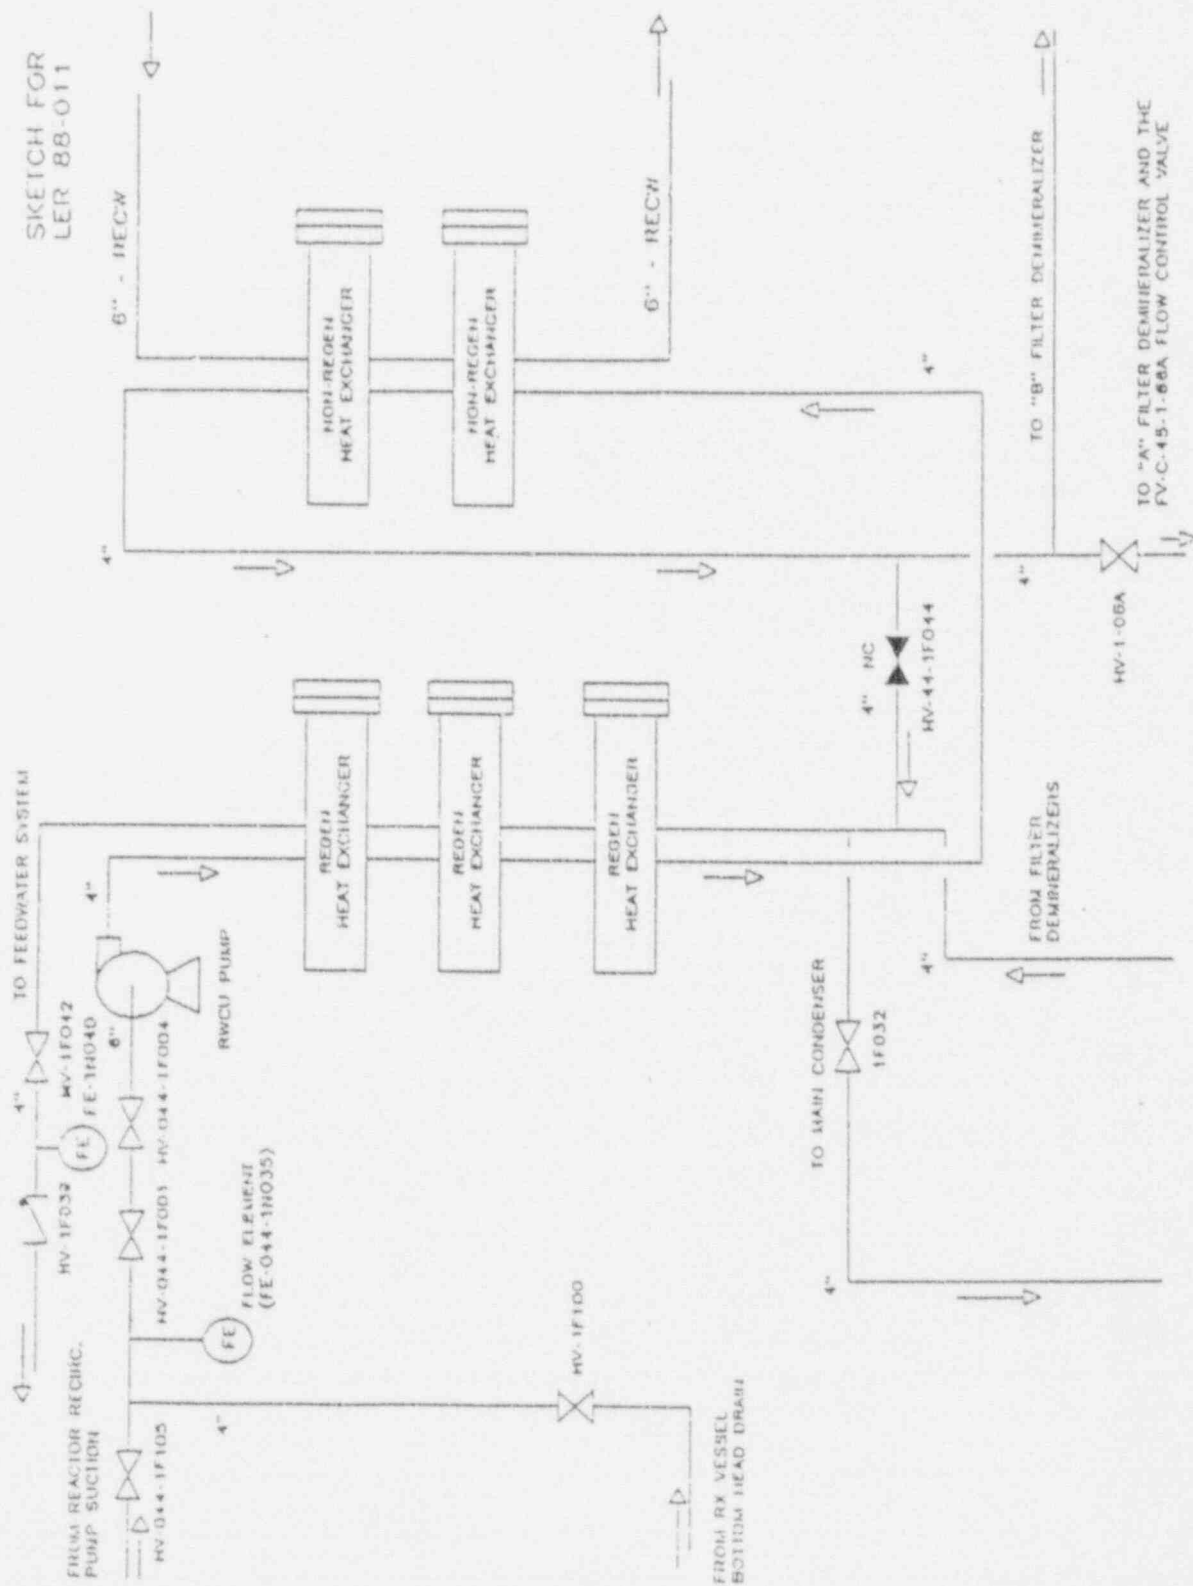 SKETCH FOR
LER 88-011
6" - RECW
NON-REGEN
HEAT EXCHANGER
NON-REGEN
HEAT EXCHANGER
6" - RECW
4"
4"
TO FEEDWATER SYSTEM
4"
HV-1F042
FE-1N040
FE
HV-1F039
4"
6"
RWCU PUMP
HV-044-1F004
HV-044-1F001
FLOW ELEMENT
(FE-044-1N035)
FE
FROM REACTOR RECIRC.
PUMP SUCTION
HV-044-1F105
4"
HV-1F100
FROM RX VESSEL
BOTTOM HEAD DRAIN
REGEN
HEAT EXCHANGER
REGEN
HEAT EXCHANGER
REGEN
HEAT EXCHANGER
4" NC
HV-44-1F044
TO MAIN CONDENSER
1F032
4"
FROM FILTER
DEMINERALIZERS
4"
TO "B" FILTER DEMINERALIZER
4"
HV-1-06A
TO "A" FILTER DEMINERALIZER AND THE
FV-C-45-1-68A FLOW CONTROL VALVE